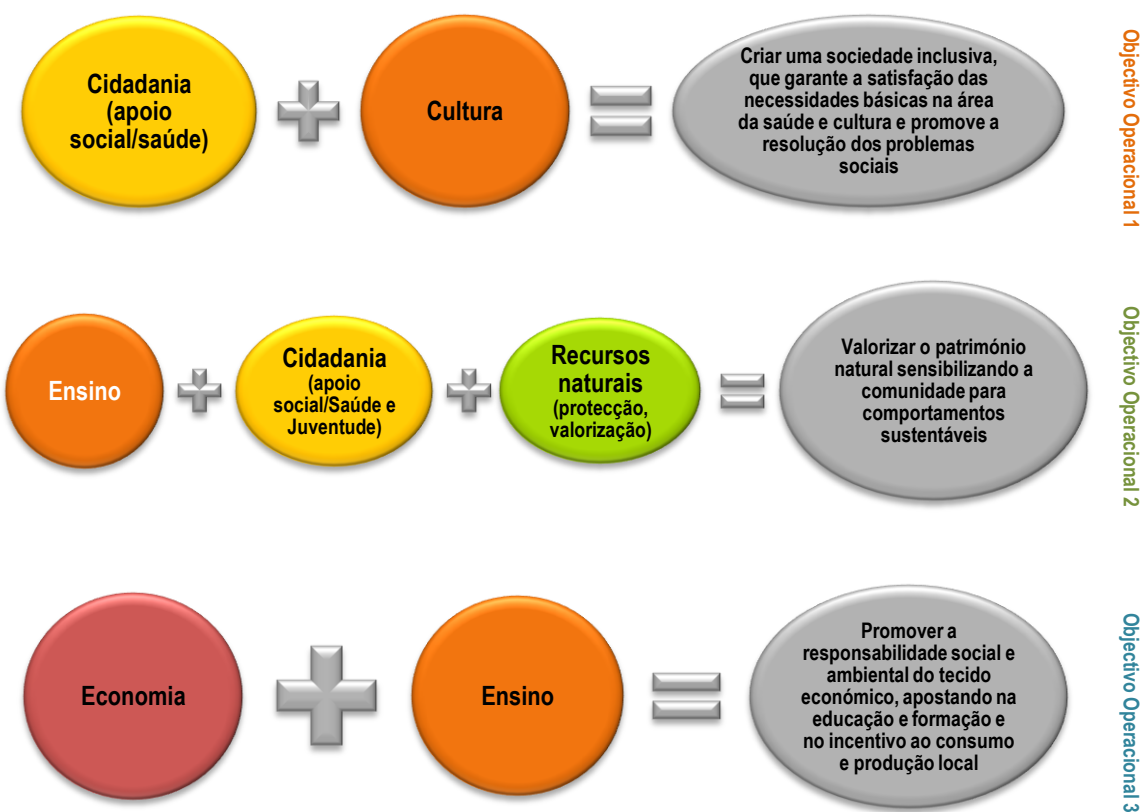 Cidadania
(apoio
social/saúde)
Cultura
Criar uma sociedade inclusiva,
que garante a satisfação das
necessidades básicas na área
da saúde e cultura e promove a
resolução dos problemas
sociais
Objectivo Operacional 1
Ensino
Cidadania
(apoio
social/Saúde e
Juventude)
Recursos
naturais
(protecção,
valorização)
Valorizar o património
natural sensibilizando a
comunidade para
comportamentos
sustentáveis
Objectivo Operacional 2
Economia
Ensino
Promover a
responsabilidade social e
ambiental do tecido
económico, apostando na
educação e formação e
no incentivo ao consumo
e produção local
Objectivo Operacional 3